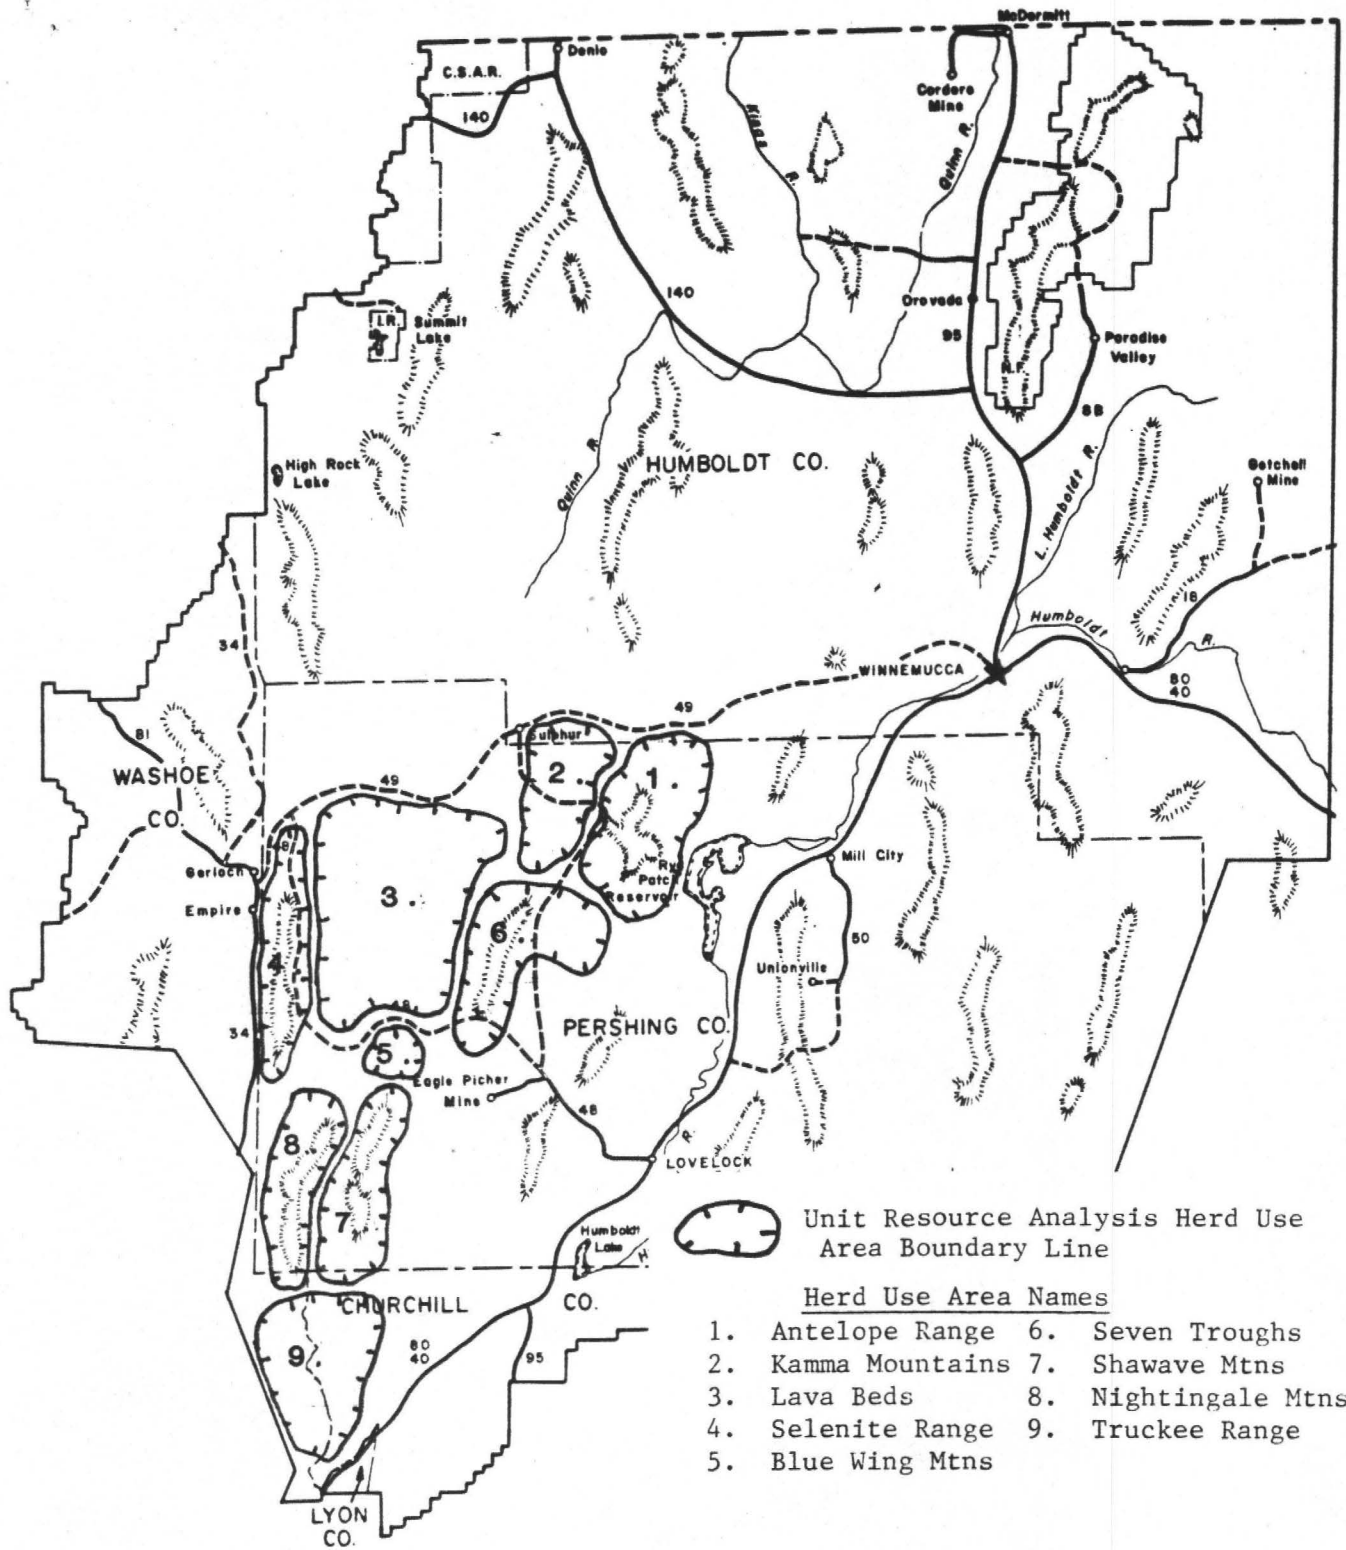 McDermitt
Denio
C.S.A.R.
140
Cordero
Mine
Kings
R.
Quinn R.
I.R.
Summit
Lake
140
Orovada
95
Paradise
Valley
N.F.
8B
High Rock
Lake
HUMBOLDT CO.
Quinn R.
L. Humboldt R.
Getchell
Mine
18
Humboldt
R.
34
WINNEMUCCA
80
40
49
81
Sulphur
WASHOE
CO.
49
2.
1.
48
Gerlach
Empire
3.
Rye
Patch
Reservoir
Mill City
6.
4
50
Unionville
34
48
PERSHING CO.
5.
Eagle Picher
Mine
48
8.
R.
LOVELOCK
7.
Humboldt
Lake
H
CHURCHILL CO.
9.
80
40
95
LYON
CO.
Unit Resource Analysis Herd Use
Area Boundary Line
Herd Use Area Names
1. Antelope Range 6. Seven Troughs
2. Kamma Mountains 7. Shawave Mtns
3. Lava Beds 8. Nightingale Mtns
4. Selenite Range 9. Truckee Range
5. Blue Wing Mtns